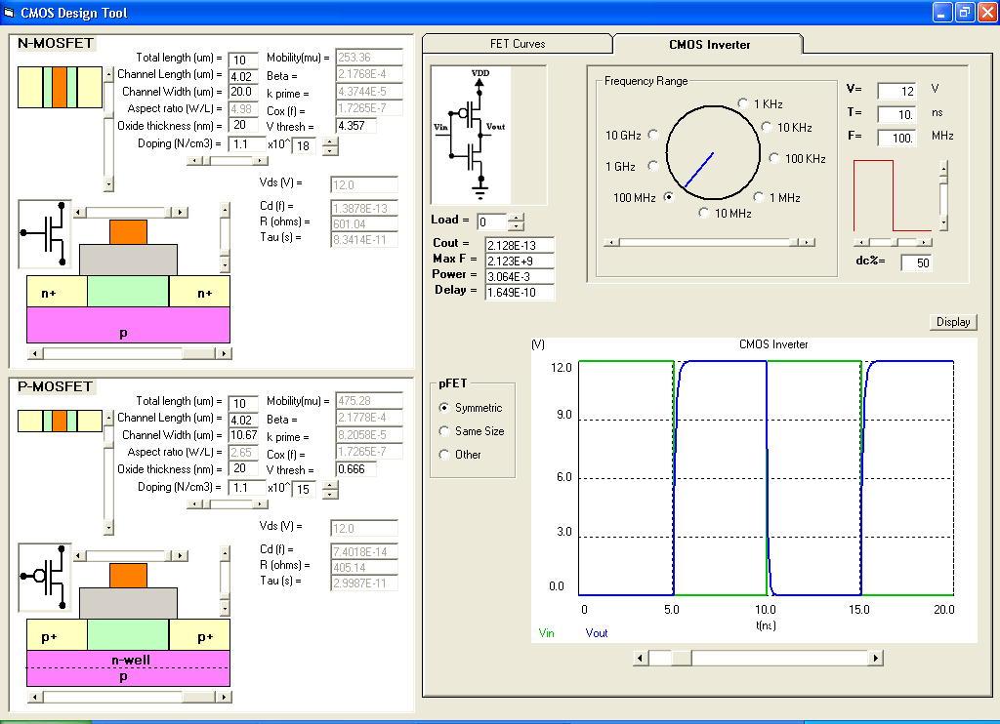 CMOS Design Tool
N-MOSFET
Total length (um) = 10 Mobility(mu) = 253.36
Channel Length (um) = 4.02 Beta = 2.1768E-4
Channel Width (um) = 20.0 k prime = 4.3744E-5
Aspect ratio (W/L) = 4.98 Cox (f) = 1.7265E-7
Oxide thickness (nm) = 20 V thresh = 4.357
Doping (N/cm3) = 1.1 x10^ 18
Vds (V) = 12.0
Cd (f) = 1.3878E-13
R (ohms) = 601.04
Tau (s) = 8.3414E-11
n+ n+
p
P-MOSFET
Total length (um) = 10 Mobility(mu) = 475.28
Channel Length (um) = 4.02 Beta = 2.1778E-4
Channel Width (um) = 10.67 k prime = 8.2058E-5
Aspect ratio (W/L) = 2.65 Cox (f) = 1.7265E-7
Oxide thickness (nm) = 20 V thresh = 0.666
Doping (N/cm3) = 1.1 x10^ 15
Vds (V) = 12.0
Cd (f) = 7.4018E-14
R (ohms) = 405.14
Tau (s) = 2.9987E-11
p+ p+
n-well
p
FET Curves CMOS Inverter
VDD
Vin Vout
Load = 0
Cout = 2.128E-13
Max F = 2.123E+9
Power = 3.064E-3
Delay = 1.649E-10
Frequency Range
1 KHz
10 KHz
100 KHz
1 MHz
10 MHz
100 MHz
1 GHz
10 GHz
V= 12 V
T= 10. ns
F= 100. MHz
dc%= 50
Display
pFET
Symmetric
Same Size
Other
(V) CMOS Inverter
12.0
9.0
6.0
3.0
0.0
0 5.0 10.0 15.0 20.0
t(ns)
Vin Vout